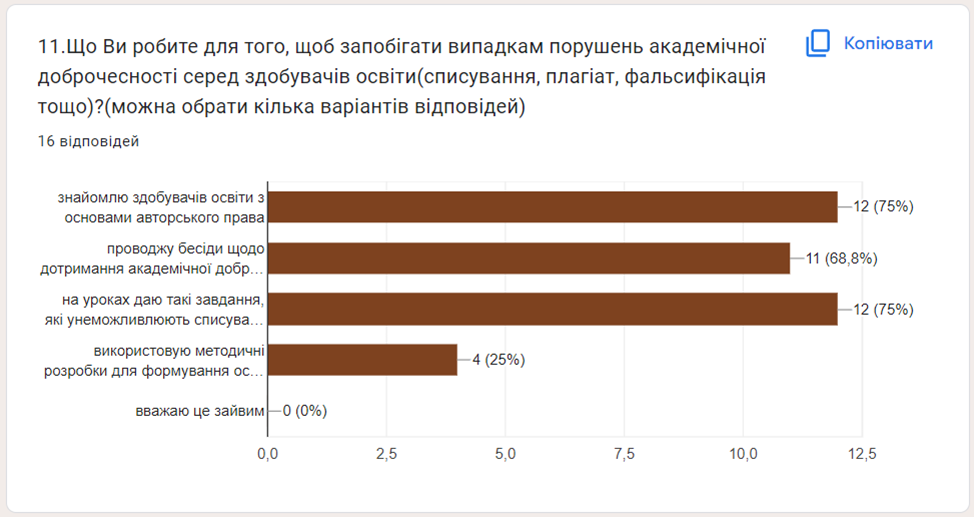 11.Що Ви робите для того, щоб запобігати випадкам порушень академічної
доброчесності серед здобувачів освіти(списування, плагіат, фальсифікація
тощо)?(можна обрати кілька варіантів відповідей)
Копіювати
16 відповідей
знайомлю здобувачів освіти з
основами авторського права
12 (75%)
проводжу бесіди щодо
дотримання академічної добр…
11 (68,8%)
на уроках даю такі завдання,
які унеможливлюють списува…
12 (75%)
використовую методичні
розробки для формування ос…
4 (25%)
вважаю це зайвим
0 (0%)
0,0
2,5
5,0
7,5
10,0
12,5